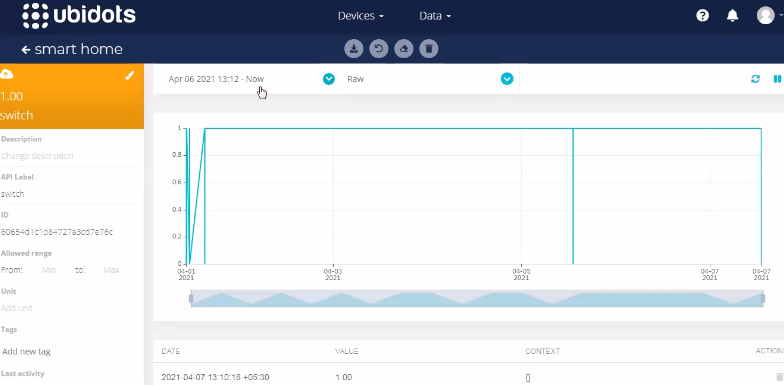 ubidots
Devices
Data
smart home
Apr 06 2021 13:12 - Now
Raw
1.00
switch
Description
Change description
API Label
switch
ID
60654d1c1d84727a3cd7e76c
Allowed range
From: Min to: Max
Unit
Add unit
Tags
Add new tag
Last activity
1
0.8
0.6
0.4
0.2
0
04-01 04-03 04-05 04-07 04-07
2021 2021 2021 2021 2021
DATE VALUE CONTEXT ACTION
2021-04-07 13:10:18 +05:30 1.00 {}